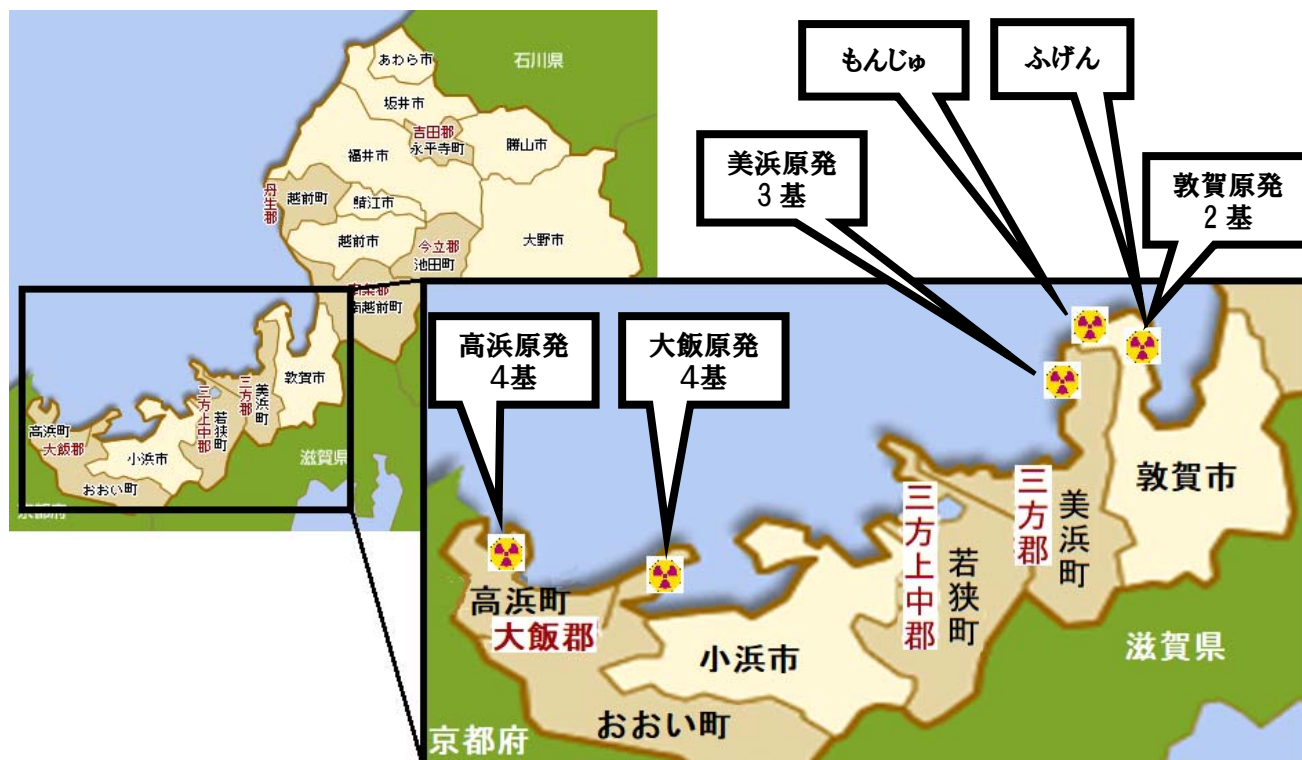 もんじゅ
ふげん
美浜原発
3基
敦賀原発
2基
高浜原発
4基
大飯原発
4基
あわら市
石川県
坂井市
吉田郡
永平寺町
勝山市
福井市
丹生郡
越前町
鯖江市
越前市
今立郡
池田町
大野市
南越前町
敦賀市
三方郡
美浜町
三方上中郡
若狭町
高浜町
大飯郡
小浜市
おおい町
滋賀県
京都府
敦賀市
三方郡
美浜町
三方上中郡
若狭町
高浜町
大飯郡
小浜市
おおい町
滋賀県
京都府